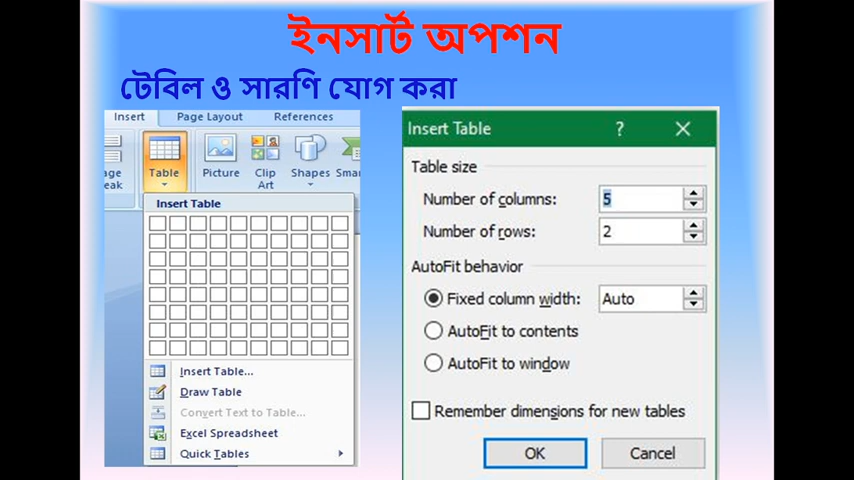 ইনসার্ট অপশন
টেবিল ও সারণি যোগ করা
Insert Page Layout References
Table Picture Clip Art Shapes
Insert Table
Insert Table...
Draw Table
Convert Text to Table...
Excel Spreadsheet
Quick Tables
Insert Table ?
Table size
Number of columns: 5
Number of rows: 2
AutoFit behavior
Fixed column width: Auto
AutoFit to contents
AutoFit to window
Remember dimensions for new tables
OK Cancel